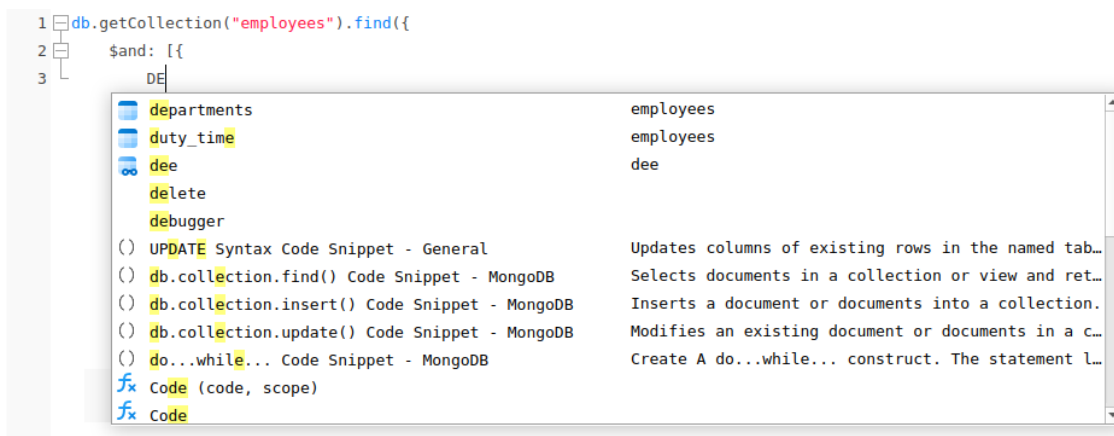 1 db.getCollection("employees").find({
2 $and: [{
3 DE
departments employees
duty_time employees
dee dee
delete
debugger
() UPDATE Syntax Code Snippet - General Updates columns of existing rows in the named tab…
() db.collection.find() Code Snippet - MongoDB Selects documents in a collection or view and ret…
() db.collection.insert() Code Snippet - MongoDB Inserts a document or documents into a collection.
() db.collection.update() Code Snippet - MongoDB Modifies an existing document or documents in a c…
() do...while... Code Snippet - MongoDB Create A do...while... construct. The statement l…
fx Code (code, scope)
fx Code